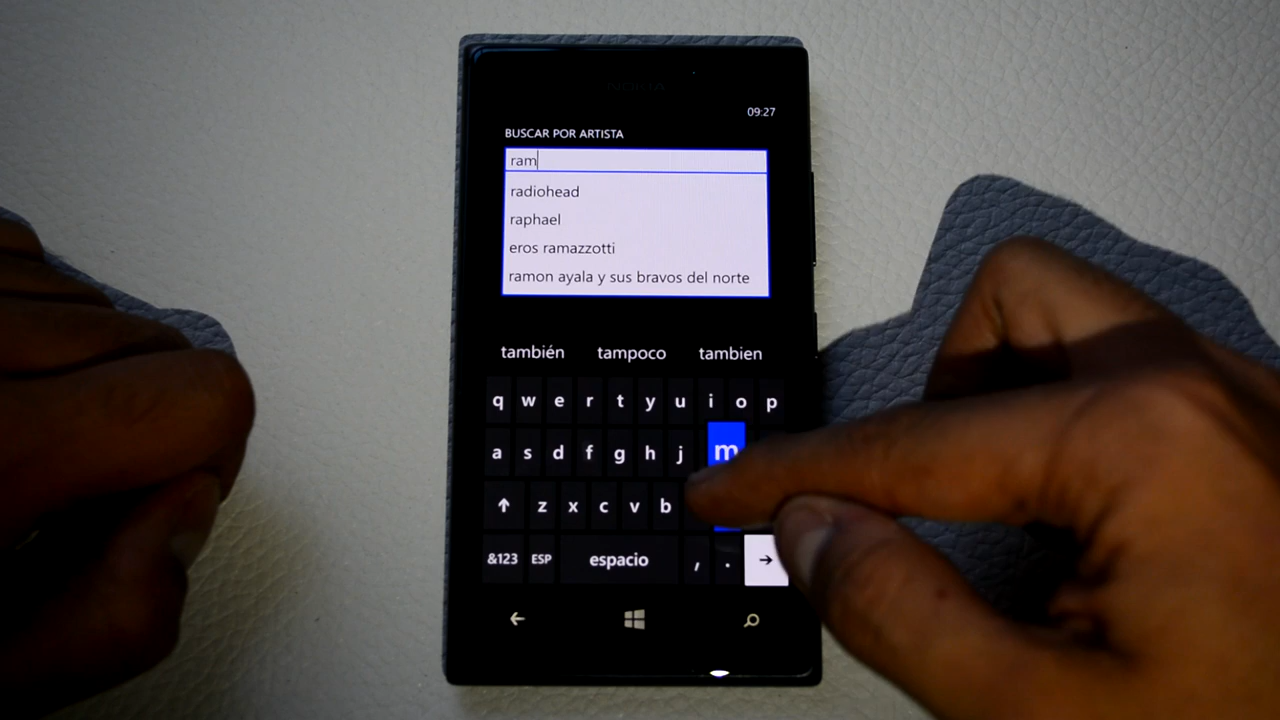 NOKIA
09:27
BUSCAR POR ARTISTA
ram
radiohead
raphael
eros ramazzotti
ramon ayala y sus bravos del norte
también tampoco tambien
q w e r t y u i o p
a s d f g h j m
z x c v b
&123 ESP espacio , .